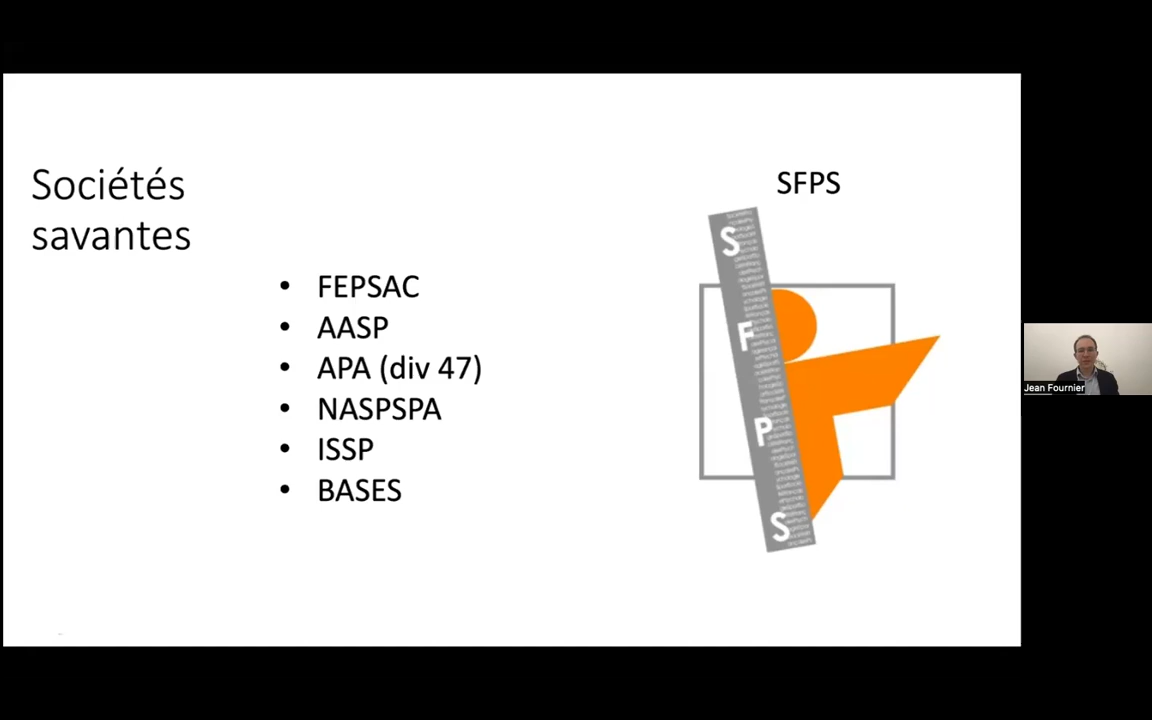 Sociétés
savantes
• FEPSAC
• AASP
• APA (div 47)
• NASPSPA
• ISSP
• BASES
SFPS
S
F
P
S
Jean Fournier